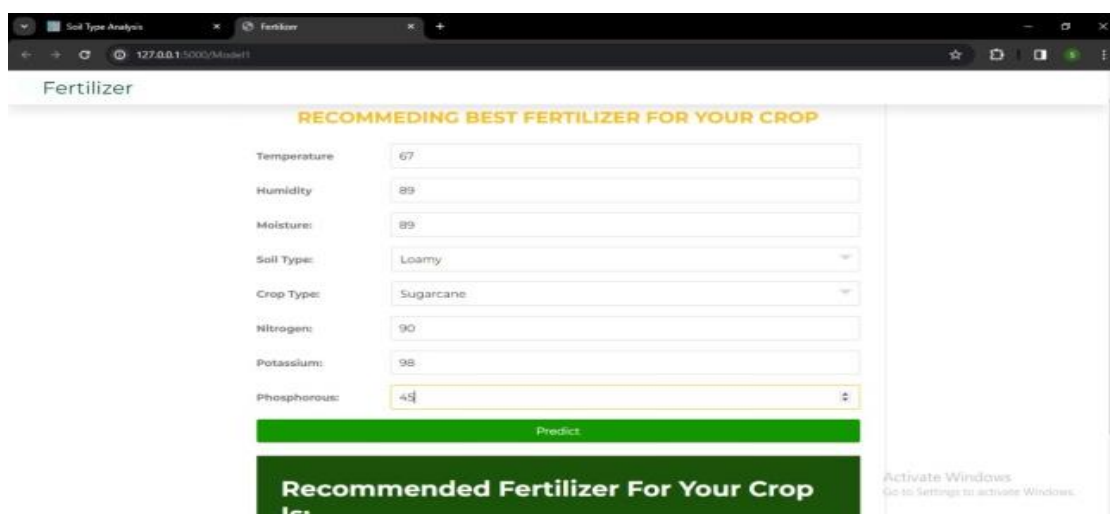 Soil Type Analysis
Fertilizer
127.0.0.1:5000/Model1
Fertilizer
RECOMMEDING BEST FERTILIZER FOR YOUR CROP
Temperature 67
Humidity 89
Moisture: 89
Soil Type: Loamy
Crop Type: Sugarcane
Nitrogen: 90
Potassium: 98
Phosphorous: 45
Predict
Recommended Fertilizer For Your Crop
Is:
Activate Windows
Go to Settings to activate Windows.